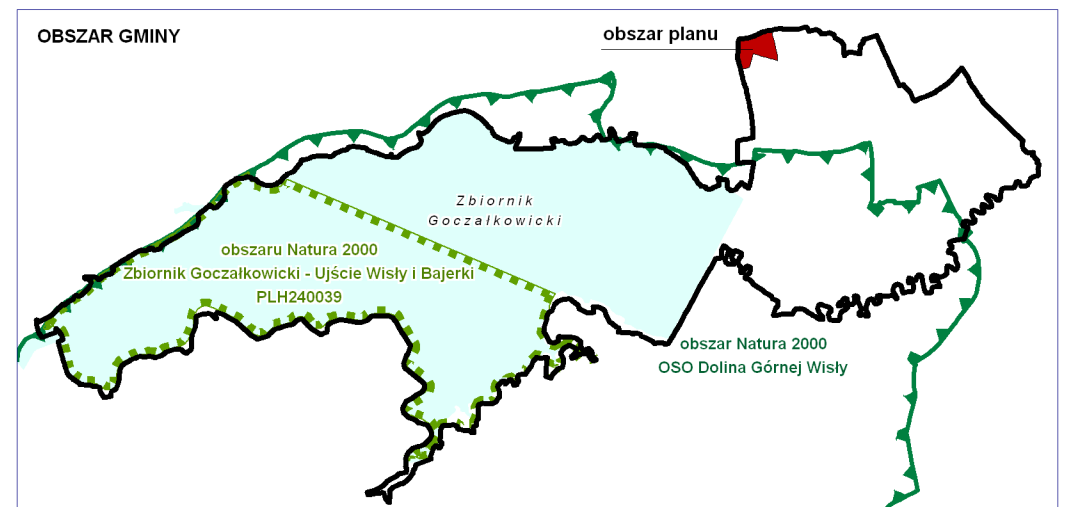 OBSZAR GMINY
obszar planu
Zbiornik
Goczałkowicki
obszaru Natura 2000
Zbiornik Goczałkowicki - Ujście Wisły i Bajerki
PLH240039
obszar Natura 2000
OSO Dolina Górnej Wisły